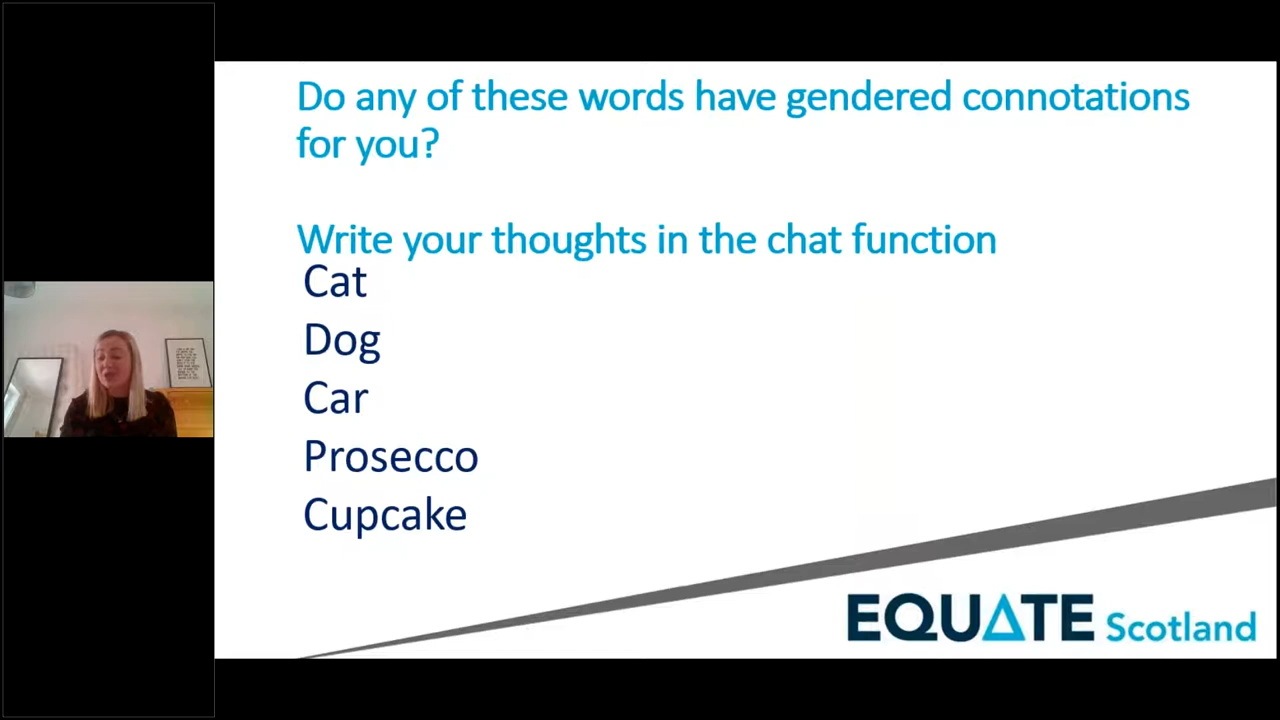 Do any of these words have gendered connotations
for you?
Write your thoughts in the chat function
Cat
Dog
Car
Prosecco
Cupcake
EQUATE Scotland